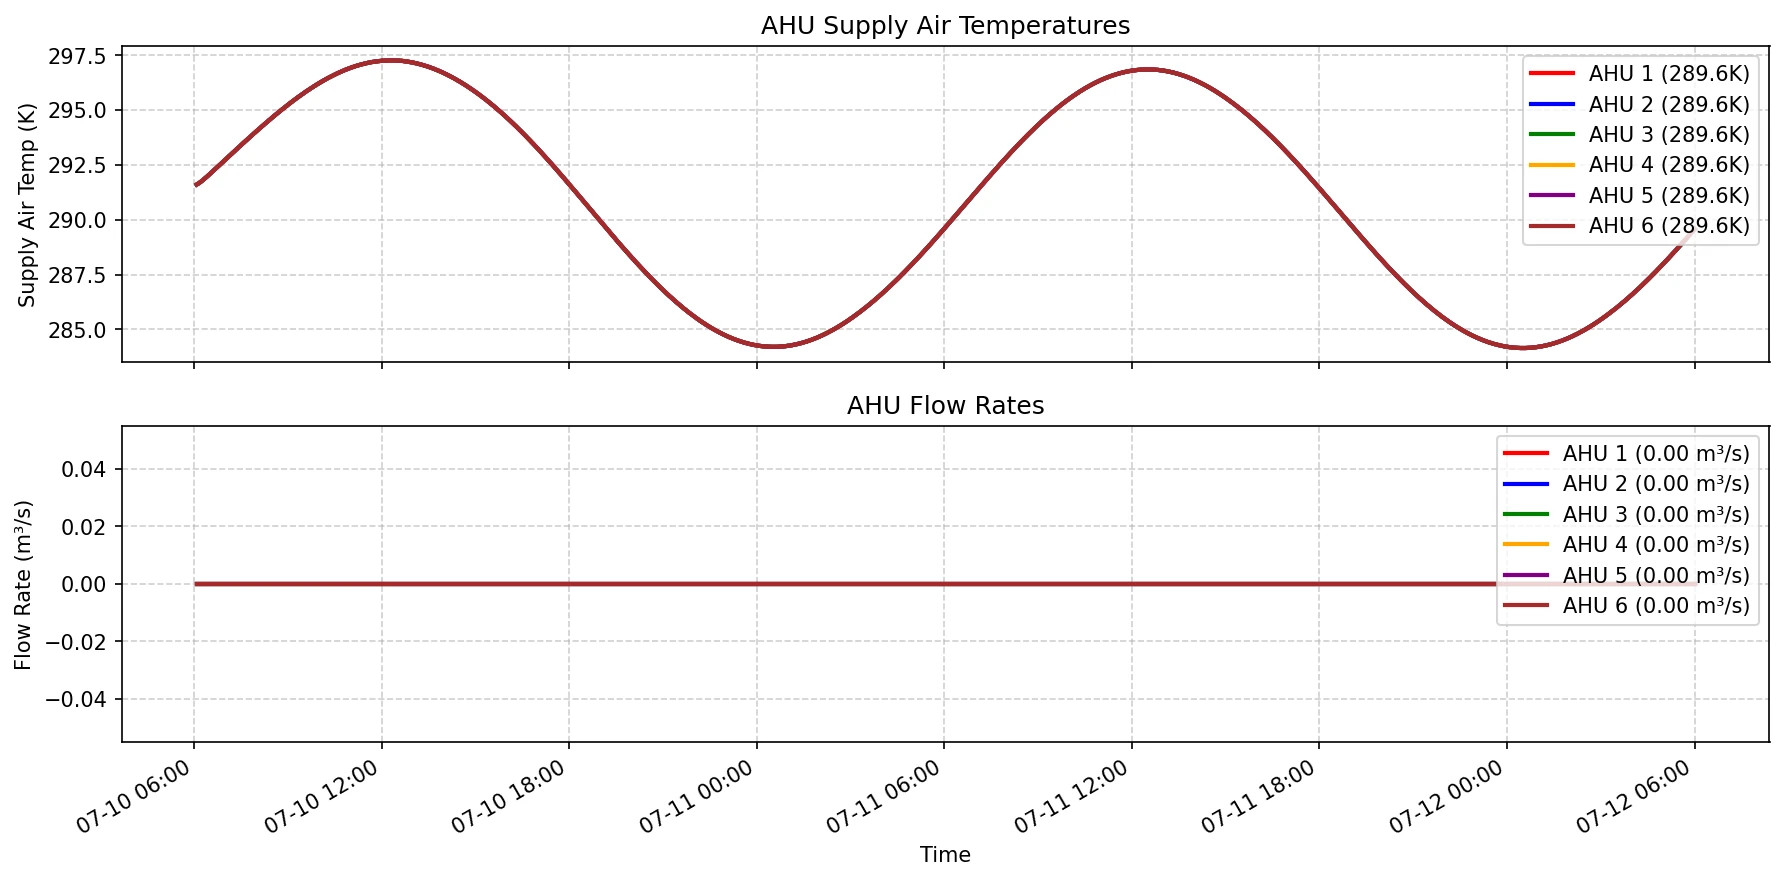 AHU Supply Air Temperatures
Supply Air Temp (K)
297.5
295.0
292.5
290.0
287.5
285.0
AHU 1 (289.6K)
AHU 2 (289.6K)
AHU 3 (289.6K)
AHU 4 (289.6K)
AHU 5 (289.6K)
AHU 6 (289.6K)
AHU Flow Rates
Flow Rate (m³/s)
0.04
0.02
0.00
−0.02
−0.04
AHU 1 (0.00 m³/s)
AHU 2 (0.00 m³/s)
AHU 3 (0.00 m³/s)
AHU 4 (0.00 m³/s)
AHU 5 (0.00 m³/s)
AHU 6 (0.00 m³/s)
07-10 06:00
07-10 12:00
07-10 18:00
07-11 00:00
07-11 06:00
07-11 12:00
07-11 18:00
07-12 00:00
07-12 06:00
Time